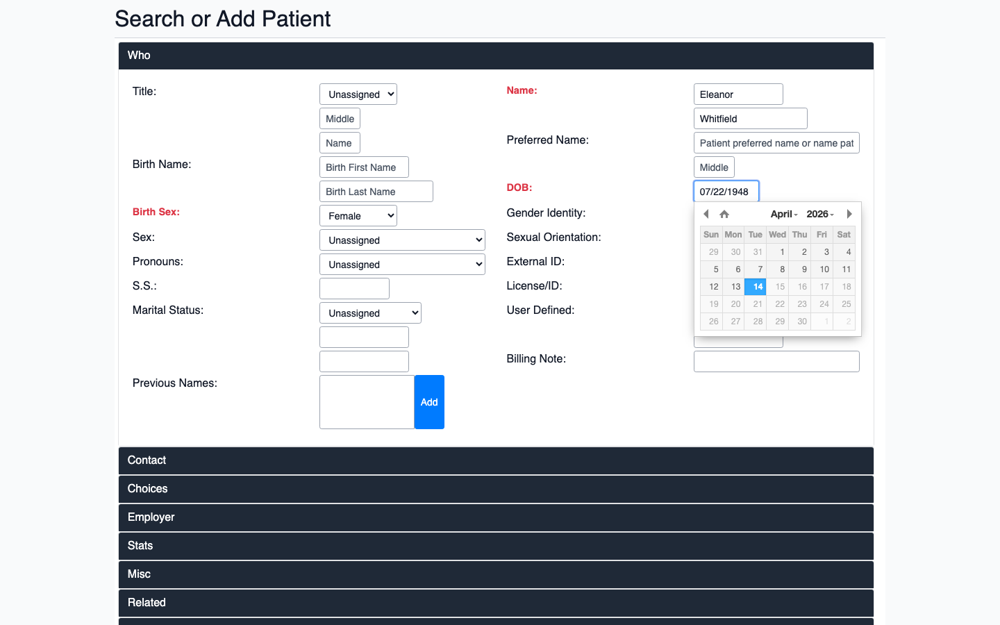 Search or Add Patient
Who
Title: Unassigned Name: Eleanor
Middle Whitfield
Name Preferred Name: Patient preferred name or name pat
Birth Name: Birth First Name Middle
Birth Last Name DOB: 07/22/1948
Birth Sex: Female Gender Identity:
Sex: Unassigned Sexual Orientation:
Pronouns: Unassigned External ID:
S.S.: License/ID:
Marital Status: Unassigned User Defined:
Billing Note:
Previous Names: Add
April 2026
Sun Mon Tue Wed Thu Fri Sat
29 30 31 1 2 3 4
5 6 7 8 9 10 11
12 13 14 15 16 17 18
19 20 21 22 23 24 25
26 27 28 29 30 1 2
Contact
Choices
Employer
Stats
Misc
Related